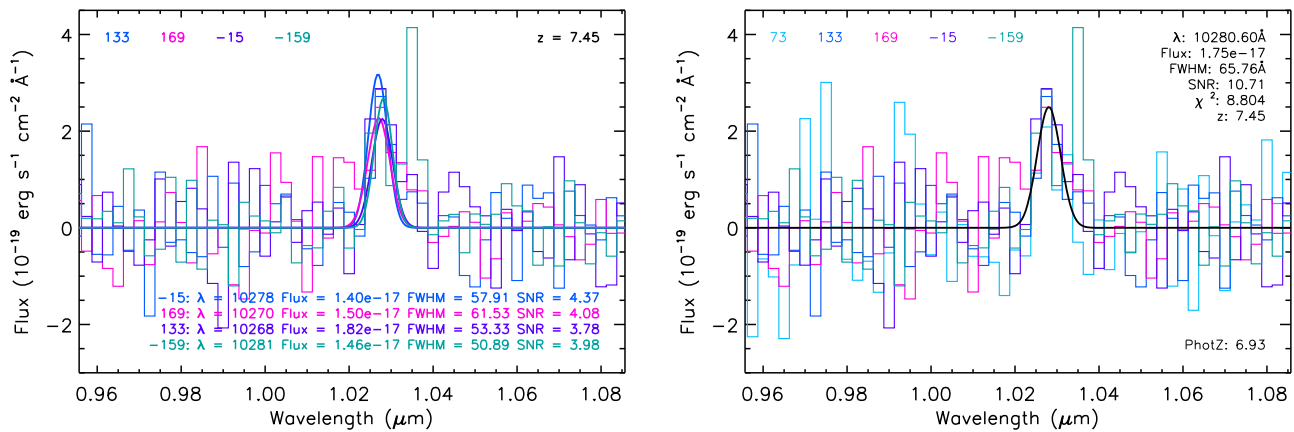 133 169 −15 −159 z = 7.45
4
2
0
−2
Flux (10⁻¹⁹ erg s⁻¹ cm⁻² Å⁻¹)
−15: λ = 10278 Flux = 1.40e−17 FWHM = 57.91 SNR = 4.37
169: λ = 10270 Flux = 1.50e−17 FWHM = 61.53 SNR = 4.08
133: λ = 10268 Flux = 1.82e−17 FWHM = 53.33 SNR = 3.78
−159: λ = 10281 Flux = 1.46e−17 FWHM = 50.89 SNR = 3.98
0.96 0.98 1.00 1.02 1.04 1.06 1.08
Wavelength (μm)
73 133 169 −15 −159
λ: 10280.60Å
Flux: 1.75e−17
FWHM: 65.76Å
SNR: 10.71
χ²: 8.804
z: 7.45
4
2
0
−2
Flux (10⁻¹⁹ erg s⁻¹ cm⁻² Å⁻¹)
PhotZ: 6.93
0.96 0.98 1.00 1.02 1.04 1.06 1.08
Wavelength (μm)